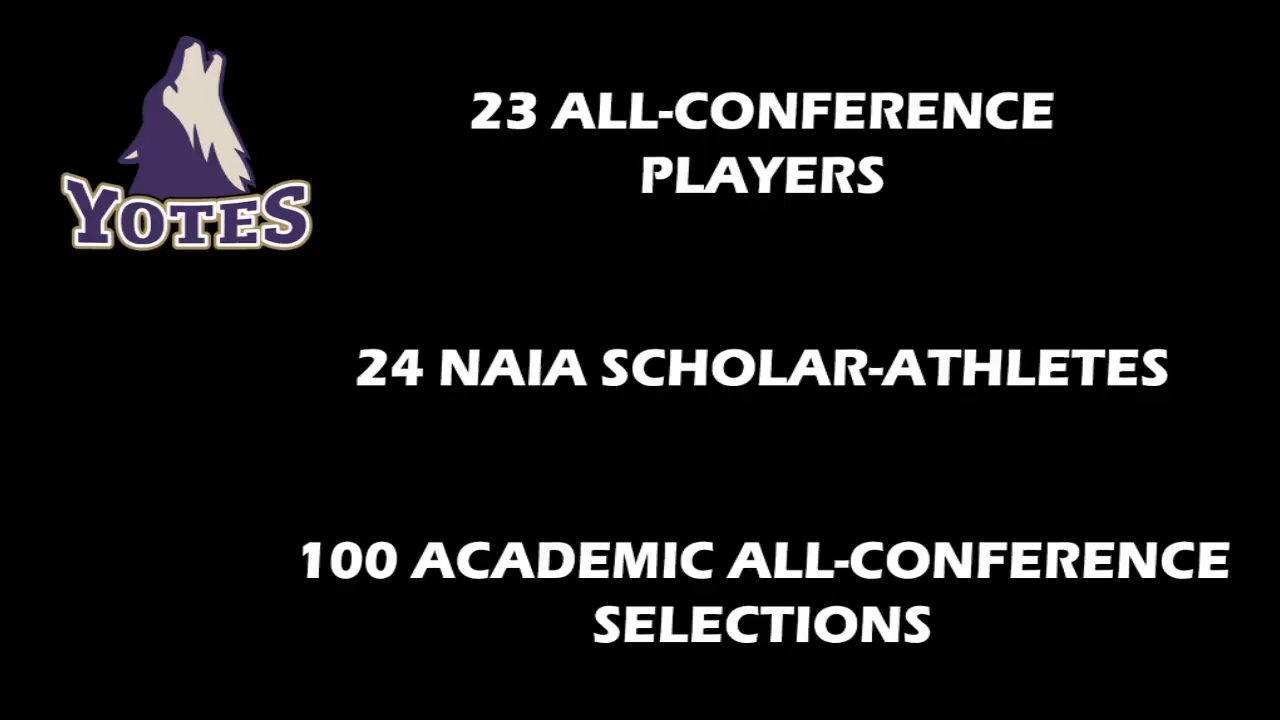 YOTES
23 ALL-CONFERENCE
PLAYERS
24 NAIA SCHOLAR-ATHLETES
100 ACADEMIC ALL-CONFERENCE
SELECTIONS